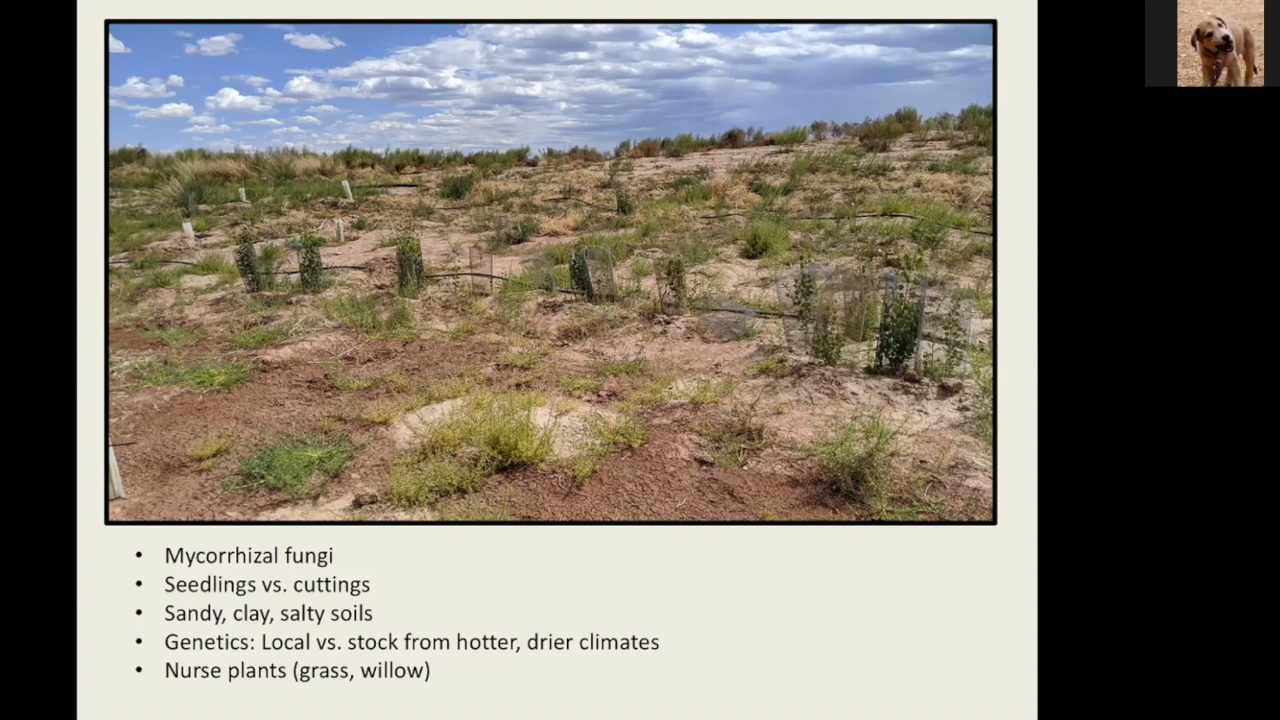 • Mycorrhizal fungi
• Seedlings vs. cuttings
• Sandy, clay, salty soils
• Genetics: Local vs. stock from hotter, drier climates
• Nurse plants (grass, willow)